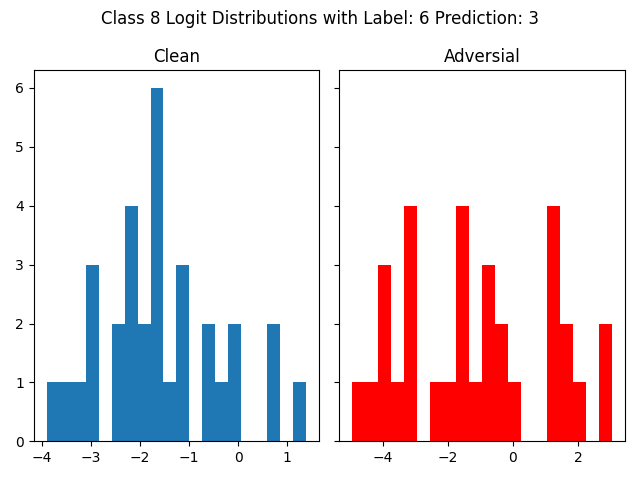 Class 8 Logit Distributions with Label: 6 Prediction: 3
Clean
Adversial
6
5
4
3
2
1
0
−4 −3 −2 −1 0 1
−4 −2 0 2